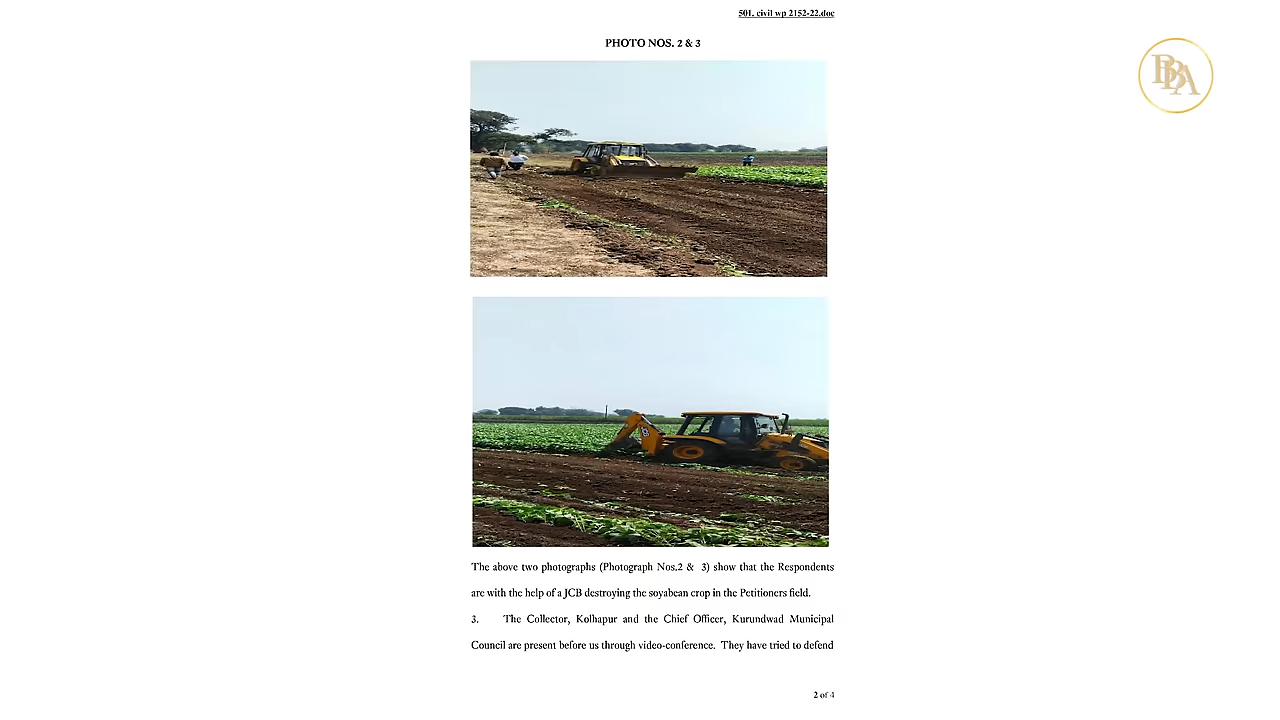 501. civil wp 2152-22.doc
PHOTO NOS. 2 & 3
BBA
The above two photographs (Photograph Nos.2 & 3) show that the Respondents
are with the help of a JCB destroying the soyabean crop in the Petitioners field.
3. The Collector, Kolhapur and the Chief Officer, Kurundwad Municipal
Council are present before us through video-conference. They have tried to defend
2 of 4